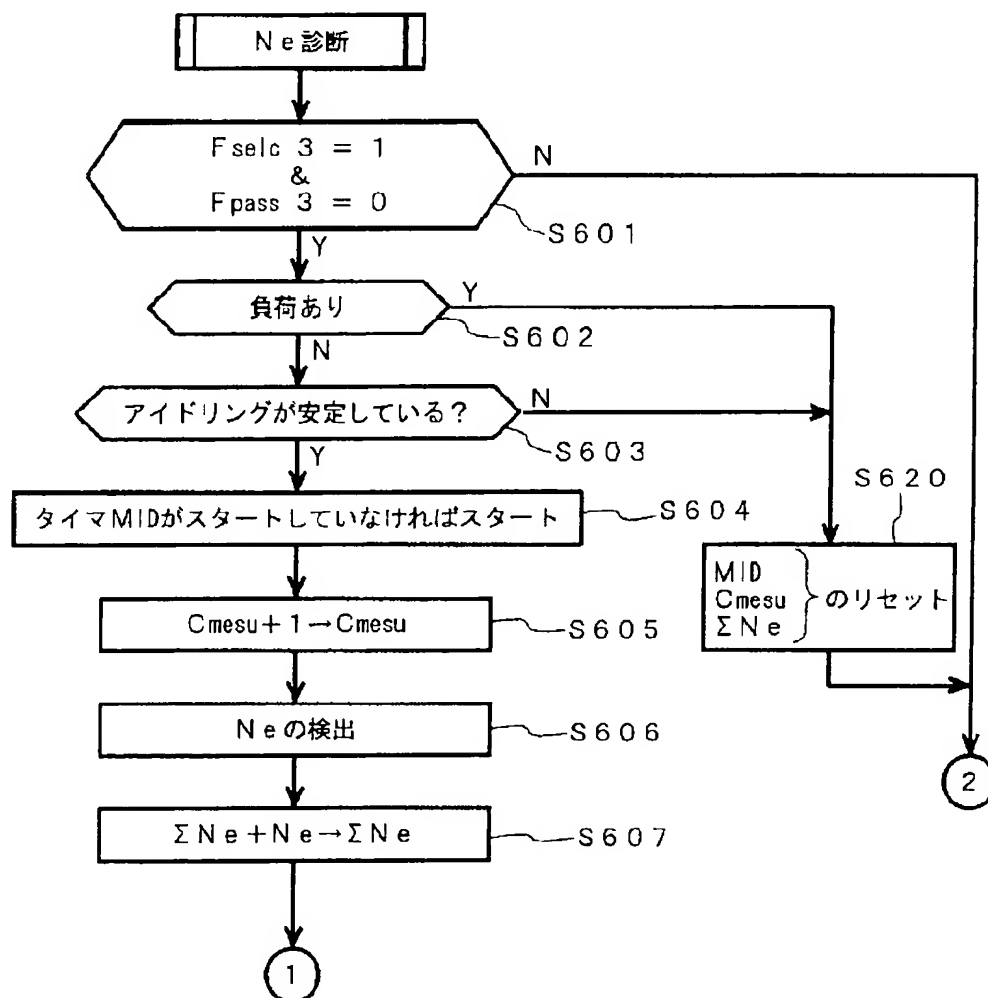 Ne診断
Fselc 3 = 1
&
Fpass 3 = 0
N
S601
Y
負荷あり
Y
S602
N
アイドリングが安定している?
N
S603
Y
タイマMIDがスタートしていなければスタート
S604
S620
MID
Cmesu
ΣNe
のリセット
Cmesu+1→Cmesu
S605
Neの検出
S606
ΣNe+Ne→ΣNe
S607
2
1